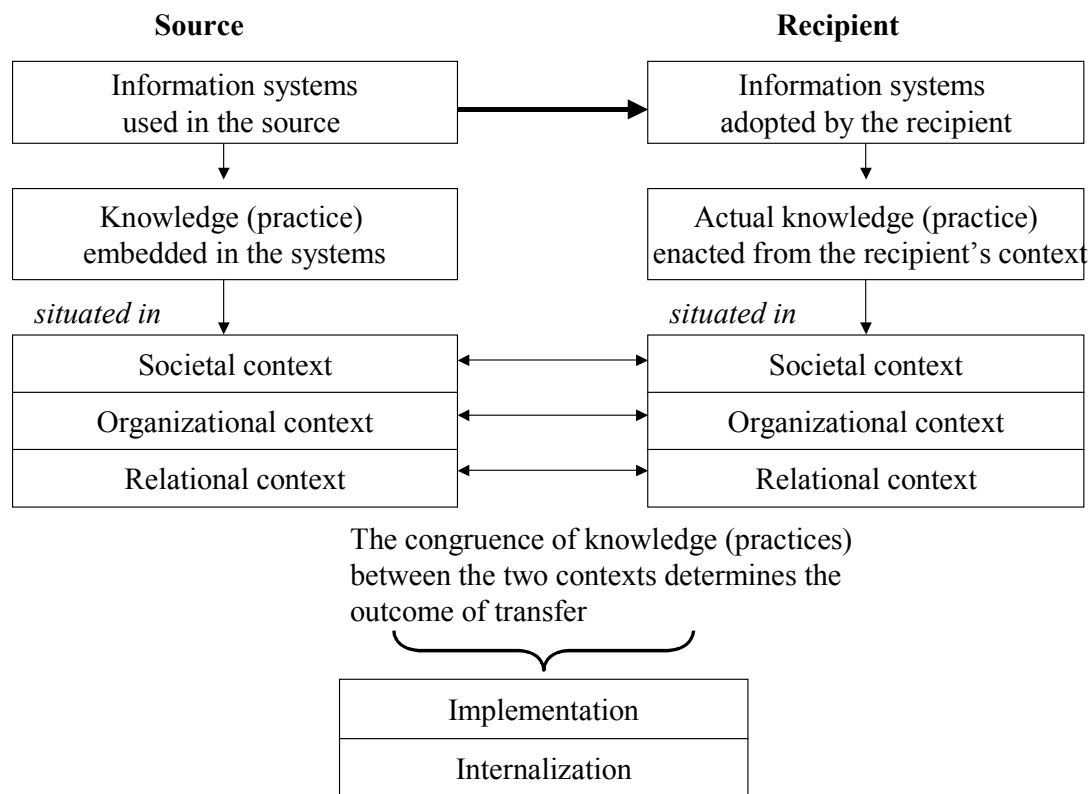 Source
Recipient
Information systems
used in the source
Information systems
adopted by the recipient
Knowledge (practice)
embedded in the systems
Actual knowledge (practice)
enacted from the recipient’s context
situated in
situated in
Societal context
Societal context
Organizational context
Organizational context
Relational context
Relational context
The congruence of knowledge (practices)
between the two contexts determines the
outcome of transfer
Implementation
Internalization